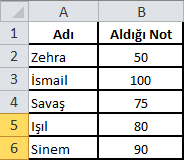 A B
1 Adı Aldığı Not
2 Zehra 50
3 İsmail 100
4 Savaş 75
5 Işıl 80
6 Sinem 90